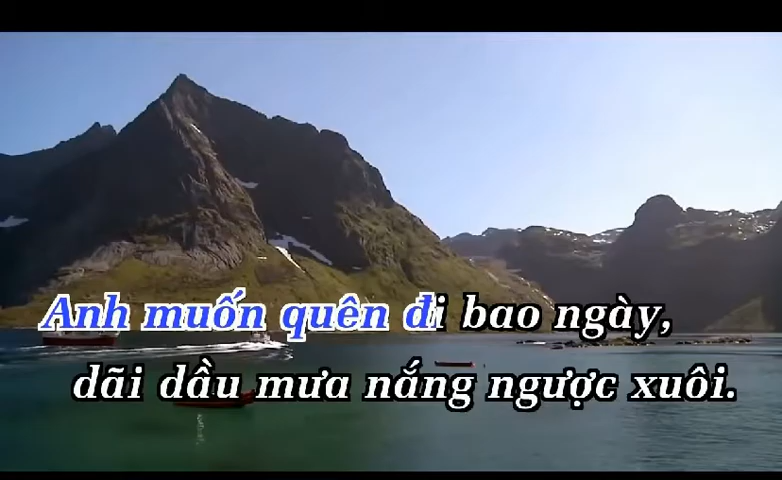 Anh muốn quên đi bao ngày,
dãi dầu mưa nắng ngược xuôi.